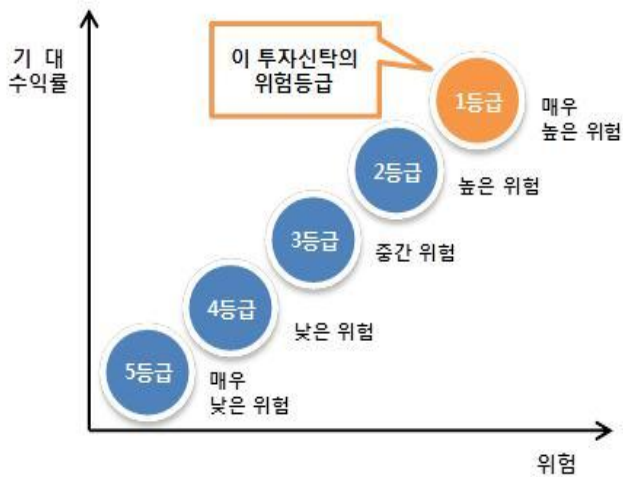 기 대
수익률
이 투자신탁의
위험등급
1등급
매우
높은 위험
2등급
높은 위험
3등급
중간 위험
4등급
낮은 위험
5등급
매우
낮은 위험
위험